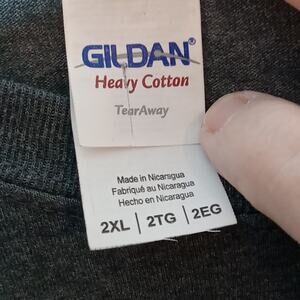 GILDAN®
Heavy Cotton
TearAway
Made in Nicaragua
Fabriqué au Nicaragua
Hecho en Nicaragua
2XL | 2TG | 2EG